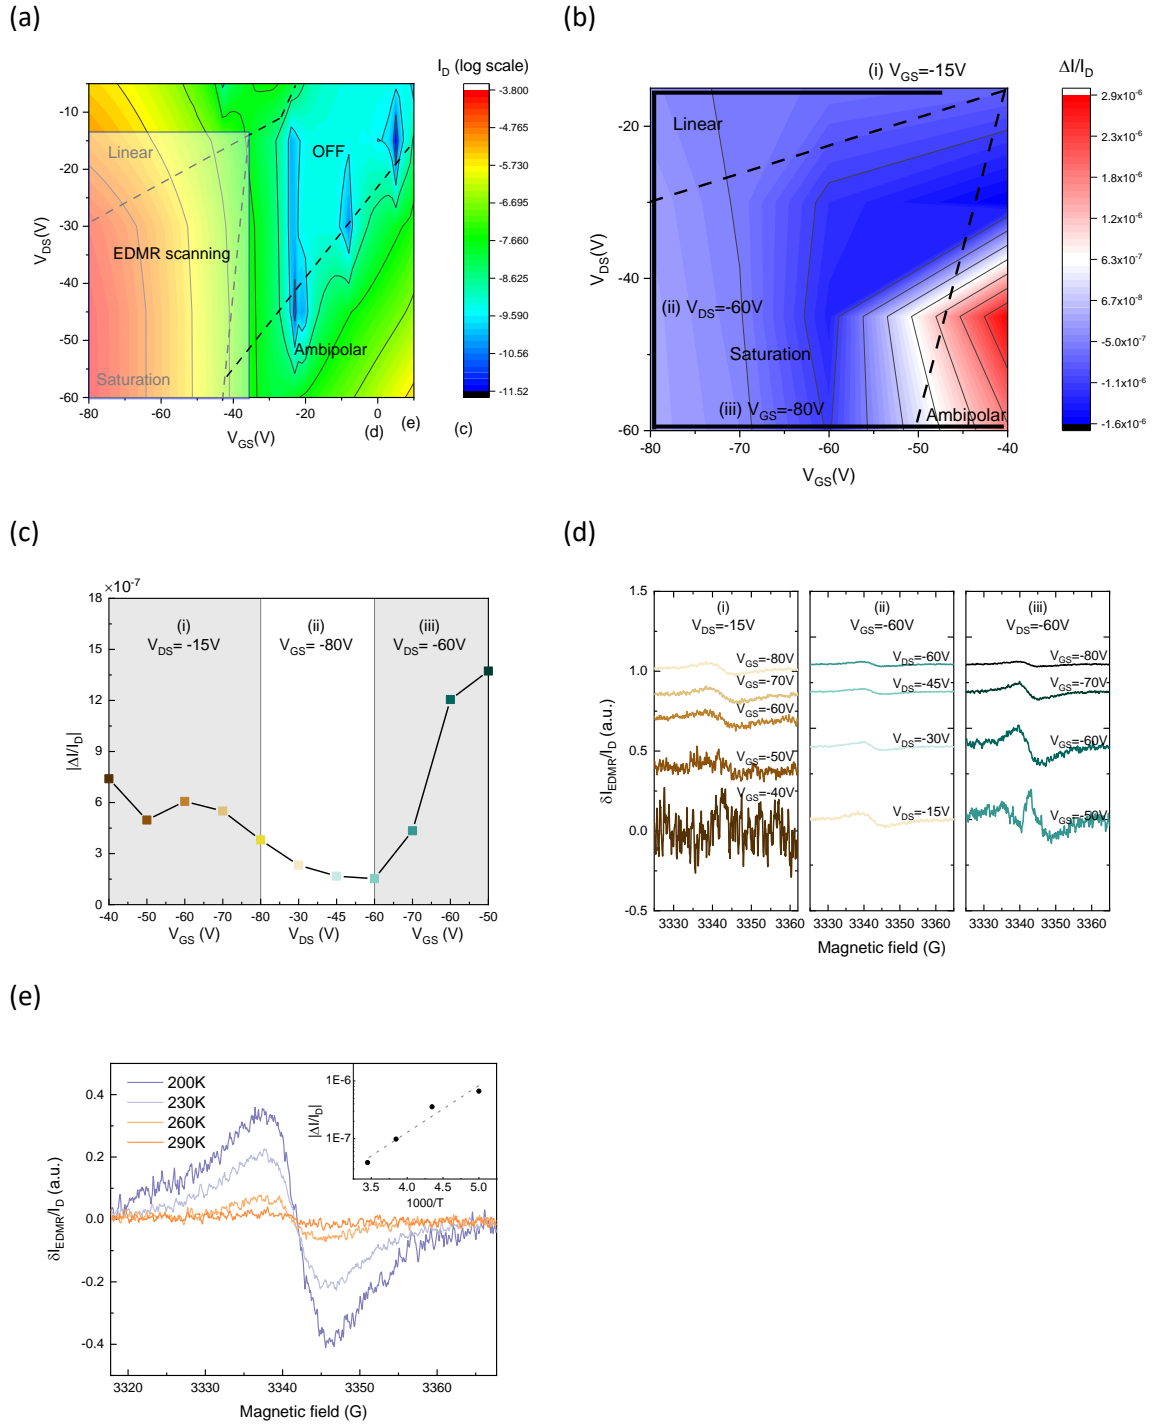 (a)
I_D (log scale)
-3.800
-4.765
-5.730
-6.695
-7.660
-8.625
-9.590
-10.56
-11.52
-10
-20
-30
-40
-50
-60
V_DS(V)
Linear
OFF
EDMR scanning
Ambipolar
Saturation
-80
-60
-40
-20
0
V_GS(V)
(d)
(e)
(c)
(b)
(i) V_GS=-15V
ΔI/I_D
2.9x10⁻⁶
2.3x10⁻⁶
1.8x10⁻⁶
1.2x10⁻⁶
6.3x10⁻⁷
6.7x10⁻⁸
-5.0x10⁻⁷
-1.1x10⁻⁶
-1.6x10⁻⁶
-20
-40
-60
V_DS(V)
Linear
(ii) V_DS=-60V
Saturation
(iii) V_GS=-80V
Ambipolar
-80
-70
-60
-50
-40
V_GS(V)
(c)
×10⁻⁷
18
15
12
9
6
3
0
|ΔI/I_D|
(i)
V_DS= -15V
(ii)
V_GS= -80V
(iii)
V_DS= -60V
-40 -50 -60 -70 -80 -30 -45 -60 -70 -60 -50
V_GS (V)
V_DS (V)
V_GS (V)
(d)
1.5
1.0
0.5
0.0
-0.5
δI_EDMR/I_D (a.u.)
(i)
V_DS=-15V
V_GS=-80V
V_GS=-70V
V_GS=-60V
V_GS=-50V
V_GS=-40V
(ii)
V_GS=-60V
V_DS=-60V
V_DS=-45V
V_DS=-30V
V_DS=-15V
(iii)
V_DS=-60V
V_GS=-80V
V_GS=-70V
V_GS=-60V
V_GS=-50V
3330 3340 3350 3360
3330 3340 3350 3360
3330 3340 3350 3360
Magnetic field (G)
(e)
0.4
0.2
0.0
-0.2
-0.4
δI_EDMR/I_D (a.u.)
200K
230K
260K
290K
1E-6
1E-7
|ΔI/I_D|
3.5 4.0 4.5 5.0
1000/T
3320 3330 3340 3350 3360
Magnetic field (G)